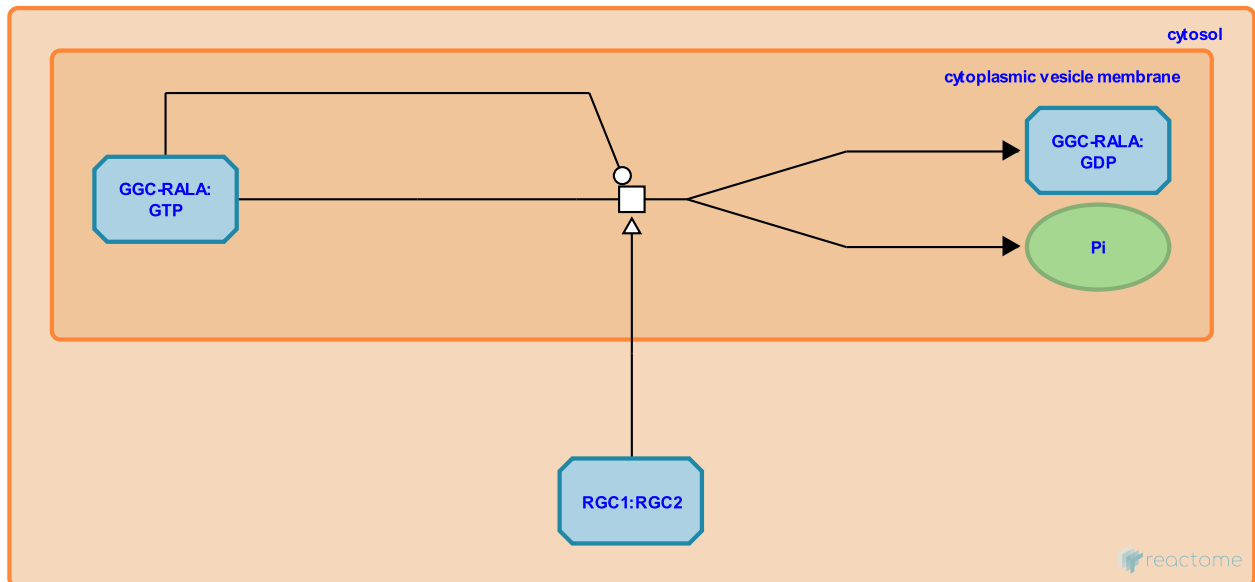 cytosol
cytoplasmic vesicle membrane
GGC-RALA:
GTP
GGC-RALA:
GDP
Pi
RGC1:RGC2
reactome